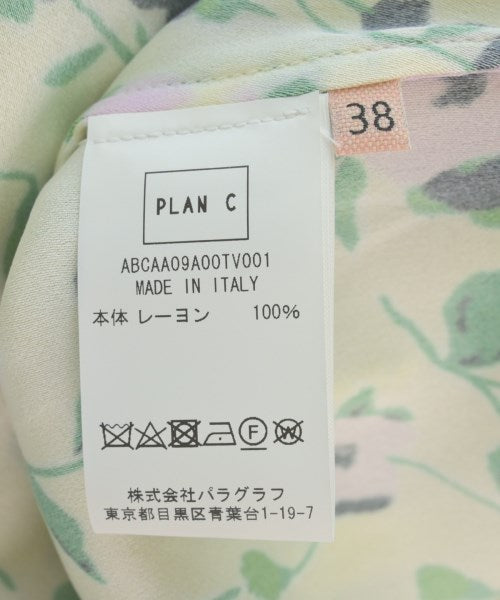 38
PLAN C
ABCAA09A00TV001
MADE IN ITALY
本体 レーヨン 100%
F W
株式会社パラグラフ
東京都目黒区青葉台1-19-7